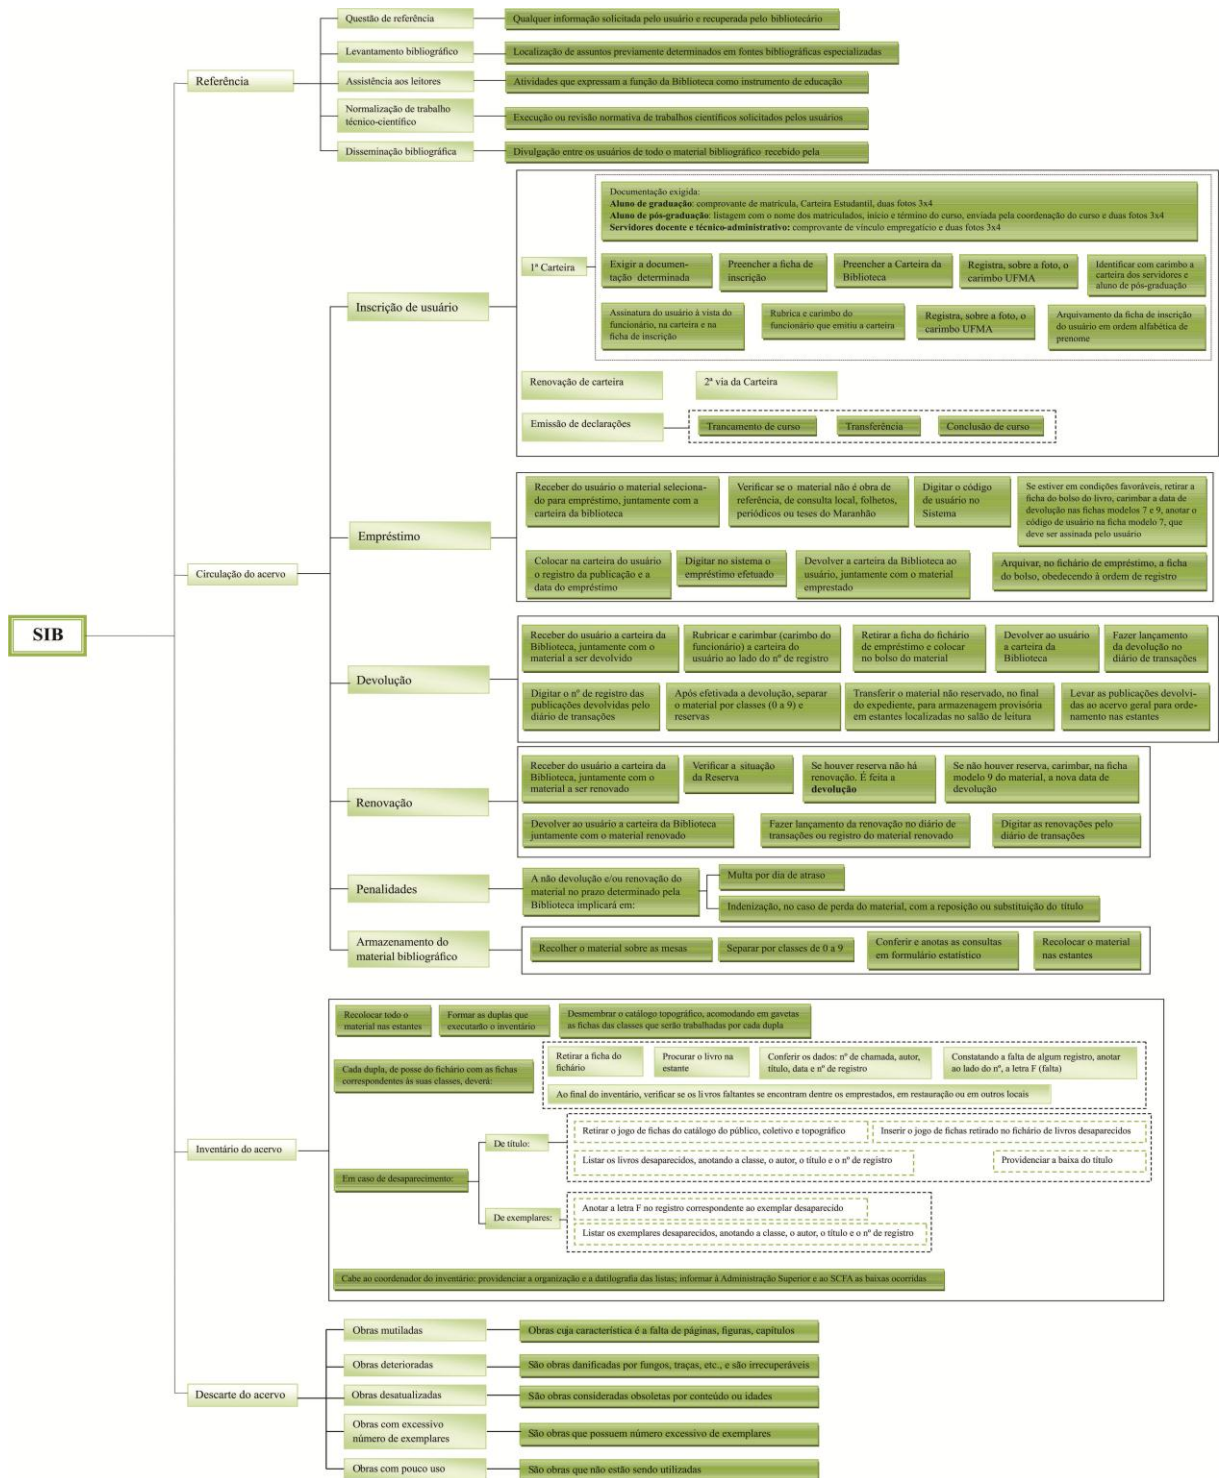 SIB
Referência
Questão de referência
Qualquer informação solicitada pelo usuário e recuperada pelo bibliotecário
Levantamento bibliográfico
Localização de assuntos previamente determinados em fontes bibliográficas especializadas
Assistência aos leitores
Atividades que expressam a função da Biblioteca como instrumento de educação
Normalização de trabalho
técnico-científico
Execução ou revisão normativa de trabalhos científicos solicitados pelos usuários
Disseminação bibliográfica
Divulgação entre os usuários de todo o material bibliográfico recebido pela
Circulação do acervo
Inscrição de usuário
1ª Carteira
Documentação exigida:
Aluno de graduação: comprovante de matrícula, Carteira Estudantil, duas fotos 3x4
Aluno de pós-graduação: listagem com o nome dos matriculados, início e término do curso, enviada pela coordenação do curso e duas fotos 3x4
Servidores docente e técnico-administrativo: comprovante de vínculo empregatício e duas fotos 3x4
Exigir a documen-
tação determinada
Preencher a ficha de
inscrição
Preencher a Carteira da
Biblioteca
Registra, sobre a foto, o
carimbo UFMA
Identificar com carimbo a
carteira dos servidores e
aluno de pós-graduação
Assinatura do usuário à vista do
funcionário, na carteira e na
ficha de inscrição
Rubrica e carimbo do
funcionário que emitiu a carteira
Registra, sobre a foto, o
carimbo UFMA
Arquivamento da ficha de inscrição
do usuário em ordem alfabética de
prenome
Renovação de carteira
2ª via da Carteira
Emissão de declarações
Trancamento de curso
Transferência
Conclusão de curso
Empréstimo
Receber do usuário o material seleciona-
do para empréstimo, juntamente com a
carteira da biblioteca
Verificar se o material não é obra de
referência, de consulta local, folhetos,
periódicos ou teses do Maranhão
Digitar o código
de usuário no
Sistema
Se estiver em condições favoráveis, retirar a
ficha do bolso do livro, carimbar a data de
devolução nas fichas modelos 7 e 9, anotar o
código de usuário na ficha modelo 7, que
deve ser assinada pelo usuário
Colocar na carteira do usuário
o registro da publicação e a
data do empréstimo
Digitar no sistema o
empréstimo efetuado
Devolver a carteira da Biblioteca ao
usuário, juntamente com o material
emprestado
Arquivar, no fichário de empréstimo, a ficha
do bolso, obedecendo à ordem de registro
Devolução
Receber do usuário a carteira da
Biblioteca, juntamente com o
material a ser devolvido
Rubricar e carimbar (carimbo do
funcionário) a carteira do
usuário ao lado do nº de registro
Retirar a ficha do fichário
de empréstimo e colocar
no bolso do material
Devolver ao usuário
a carteira da
Biblioteca
Fazer lançamento
da devolução no
diário de transações
Digitar o nº de registro das
publicações devolvidas pelo
diário de transações
Após efetivada a devolução, separar
o material por classes (0 a 9) e
reservas
Transferir o material não reservado, no final
do expediente, para armazenagem provisória
em estantes localizadas no salão de leitura
Levar as publicações devolvi-
das ao acervo geral para orde-
namento nas estantes
Renovação
Receber do usuário a carteira da
Biblioteca, juntamente com o
material a ser renovado
Verificar a situação
da Reserva
Se houver reserva não há
renovação. É feita a
devolução
Se não houver reserva, carimbar, na ficha
modelo 9 do material, a nova data de
devolução
Devolver ao usuário a carteira da Biblioteca
juntamente com o material renovado
Fazer lançamento da renovação no diário de
transações ou registro do material renovado
Digitar as renovações pelo
diário de transações
Penalidades
A não devolução e/ou renovação do
material no prazo determinado pela
Biblioteca implicará em:
Multa por dia de atraso
Indenização, no caso de perda do material, com a reposição ou substituição do título
Armazenamento do
material bibliográfico
Recolher o material sobre as mesas
Separar por classes de 0 a 9
Conferir e anotas as consultas
em formulário estatístico
Recolocar o material
nas estantes
Inventário do acervo
Recolocar todo o
material nas estantes
Formar as duplas que
executarão o inventário
Desmembrar o catálogo topográfico, acomodando em gavetas
as fichas das classes que serão trabalhadas por cada dupla
Cada dupla, de posse do fichário com as fichas
correspondentes às suas classes, deverá:
Retirar a ficha do
fichário
Procurar o livro na
estante
Conferir os dados: nº de chamada, autor,
título, data e nº de registro
Constatando a falta de algum registro, anotar
ao lado do nº, a letra F (falta)
Ao final do inventário, verificar se os livros faltantes se encontram dentre os emprestados, em restauração ou em outros locais
Em caso de desaparecimento:
De título:
Retirar o jogo de fichas do catálogo do público, coletivo e topográfico
Inserir o jogo de fichas retirado no fichário de livros desaparecidos
Listar os livros desaparecidos, anotando a classe, o autor, o título e o nº de registro
Providenciar a baixa do título
De exemplares:
Anotar a letra F no registro correspondente ao exemplar desaparecido
Listar os exemplares desaparecidos, anotando a classe, o autor, o título e o nº de registro
Cabe ao coordenador do inventário: providenciar a organização e a datilografia das listas; informar à Administração Superior e ao SCFA as baixas ocorridas
Descarte do acervo
Obras mutiladas
Obras cuja característica é a falta de páginas, figuras, capítulos
Obras deterioradas
São obras danificadas por fungos, traças, etc., e são irrecuperáveis
Obras desatualizadas
São obras consideradas obsoletas por conteúdo ou idades
Obras com excessivo
número de exemplares
São obras que possuem número excessivo de exemplares
Obras com pouco uso
São obras que não estão sendo utilizadas